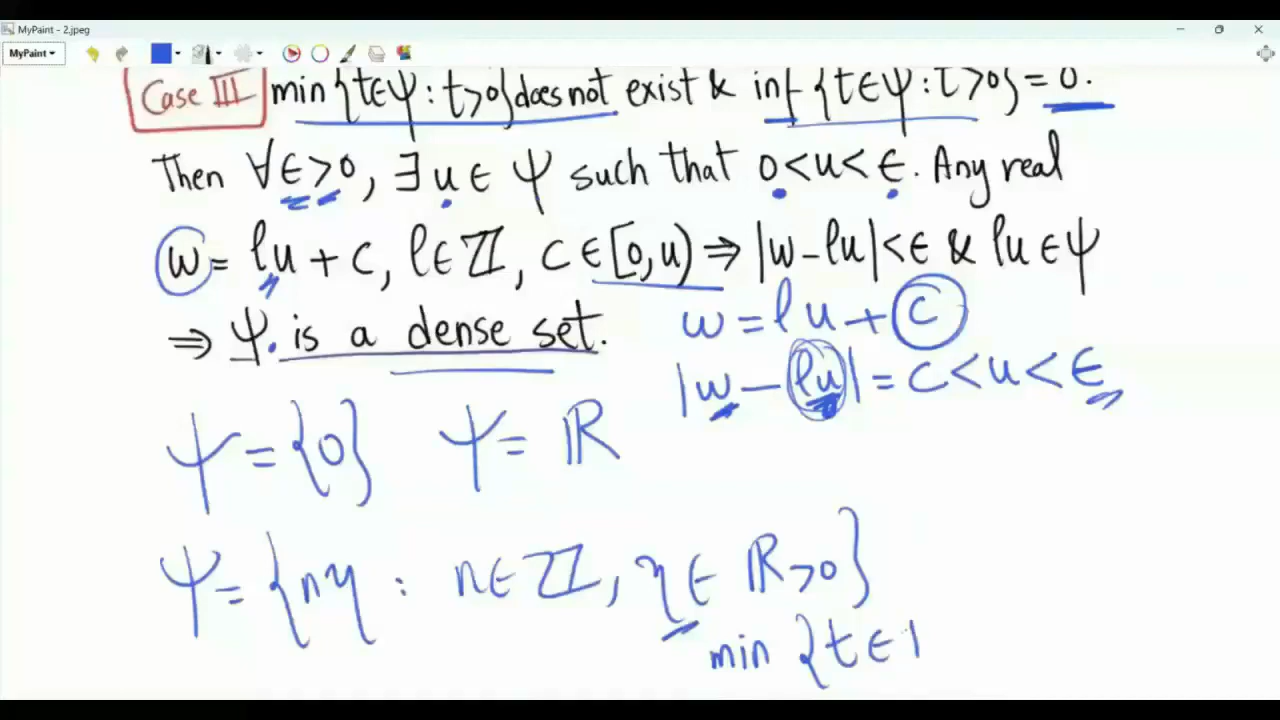 MyPaint - 2.jpeg
MyPaint
Case III min{t∈Ψ : t>0} does not exist & inf {t∈Ψ : t>0} = 0.
Then ∀ϵ>0, ∃ u ∈ Ψ such that 0<u<ϵ. Any real
w = lu + c, l∈ℤ, c∈[0,u) ⇒ |w-lu|<ϵ & lu∈Ψ
⇒ Ψ is a dense set.
w = lu + c
|w - lu| = c < u < ϵ
Ψ = {0} Ψ = ℝ
Ψ = {nη : n∈ℤ, η∈ ℝ>0}
min {t∈